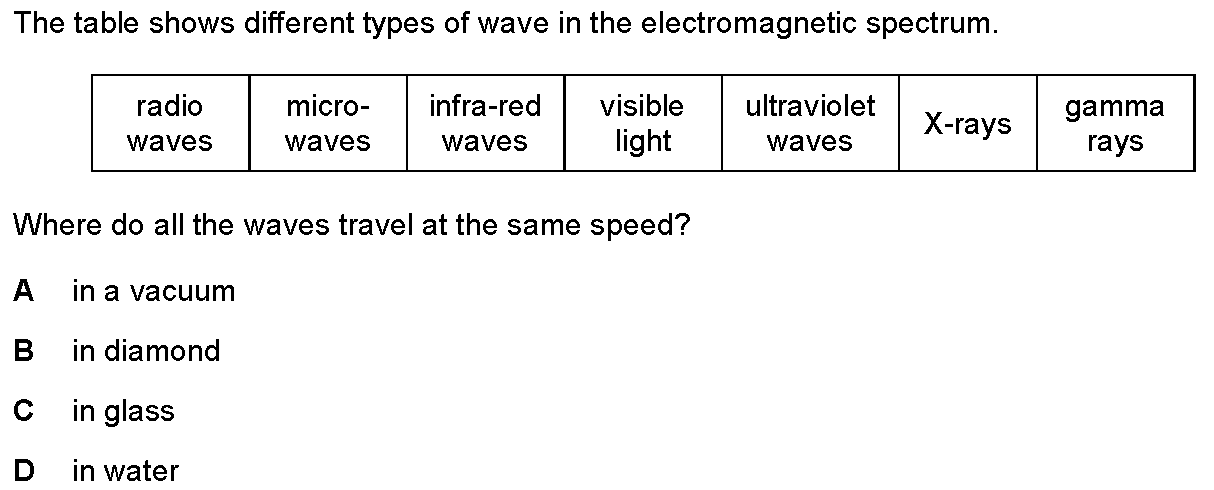 The table shows different types of wave in the electromagnetic spectrum.
radio waves
micro- waves
infra-red waves
visible light
ultraviolet waves
X-rays
gamma rays
Where do all the waves travel at the same speed?
A in a vacuum
B in diamond
C in glass
D in water